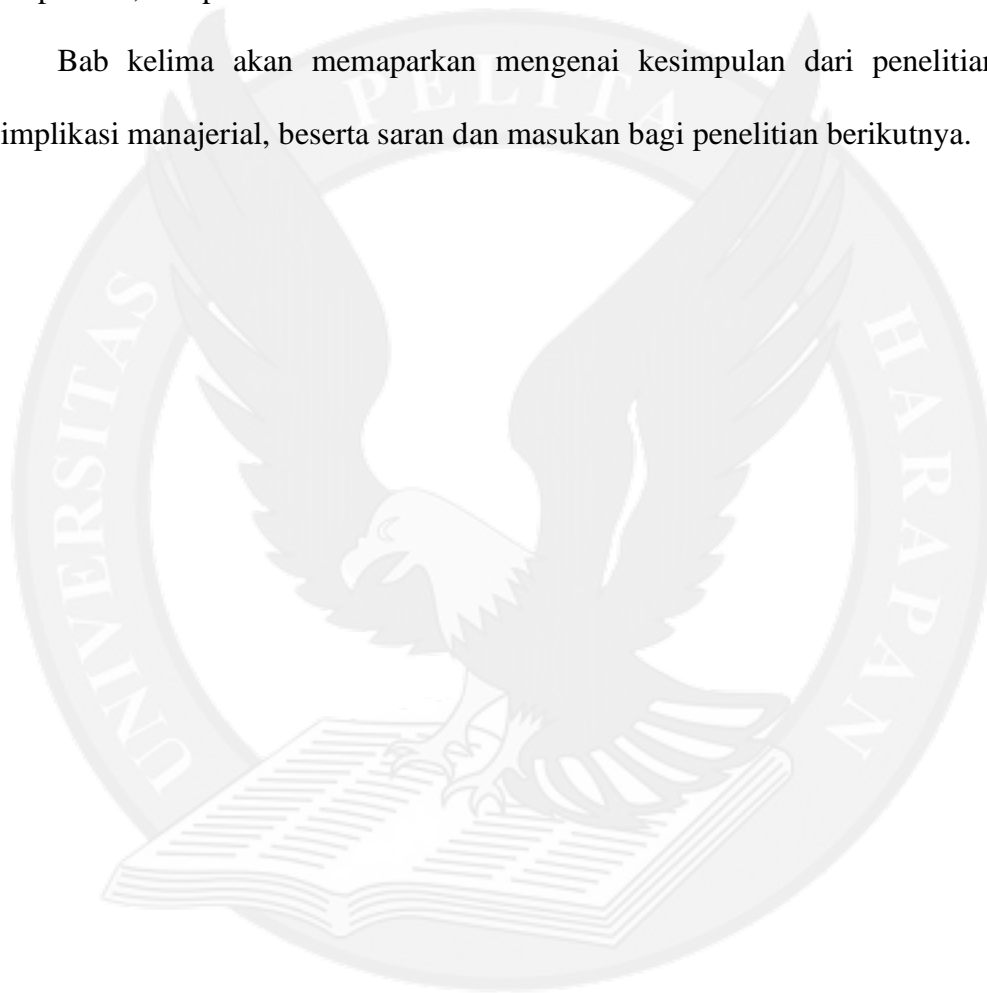 Bab kelima akan memaparkan mengenai kesimpulan dari penelitian
implikasi manajerial, beserta saran dan masukan bagi penelitian berikutnya.
UNIVERSITAS PELITA HARAPAN